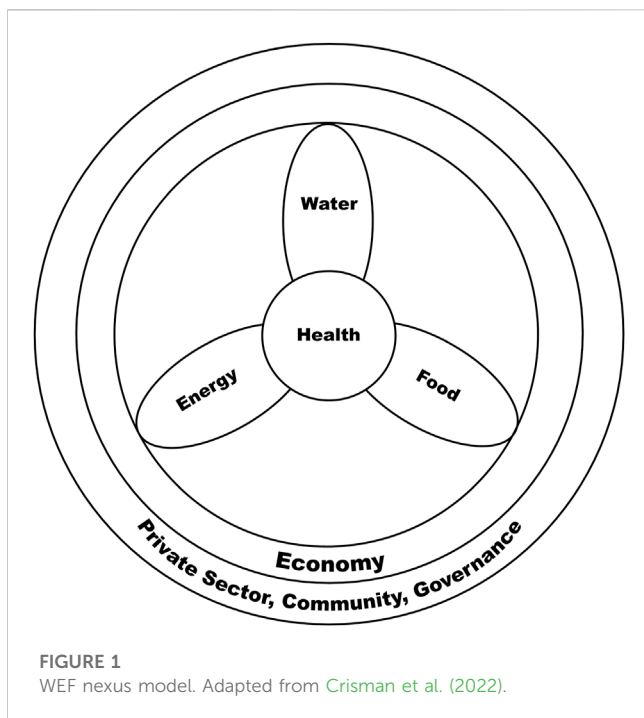 Water
Health
Energy
Food
Economy
Private Sector, Community, Governance
FIGURE 1
WEF nexus model. Adapted from Crisman et al. (2022).